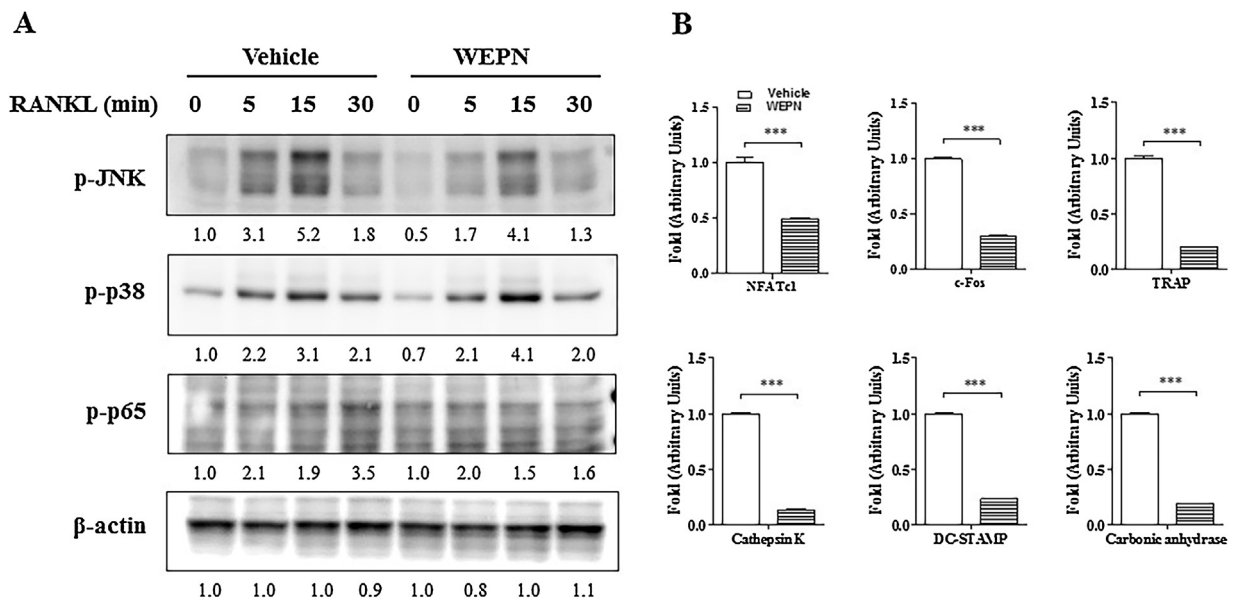 A
Vehicle WEPN
RANKL (min) 0 5 15 30 0 5 15 30
p-JNK
1.0 3.1 5.2 1.8 0.5 1.7 4.1 1.3
p-p38
1.0 2.2 3.1 2.1 0.7 2.1 4.1 2.0
p-p65
1.0 2.1 1.9 3.5 1.0 2.0 1.5 1.6
β-actin
1.0 1.0 1.0 0.9 1.0 0.8 1.0 1.1
B
Vehicle
WEPN
Fokl (Arbitrary Units)
1.5
1.0
0.5
0.0
***
NFATc1
Fokl (Arbitrary Units)
1.5
1.0
0.5
0.0
***
c-Fos
Fokl (Arbitrary Units)
1.5
1.0
0.5
0.0
***
TRAP
Fokl (Arbitrary Units)
1.5
1.0
0.5
0.0
***
Cathepsin K
Fokl (Arbitrary Units)
1.5
1.0
0.5
0.0
***
DC-STAMP
Fokl (Arbitrary Units)
1.5
1.0
0.5
0.0
***
Carbonic anhydrase